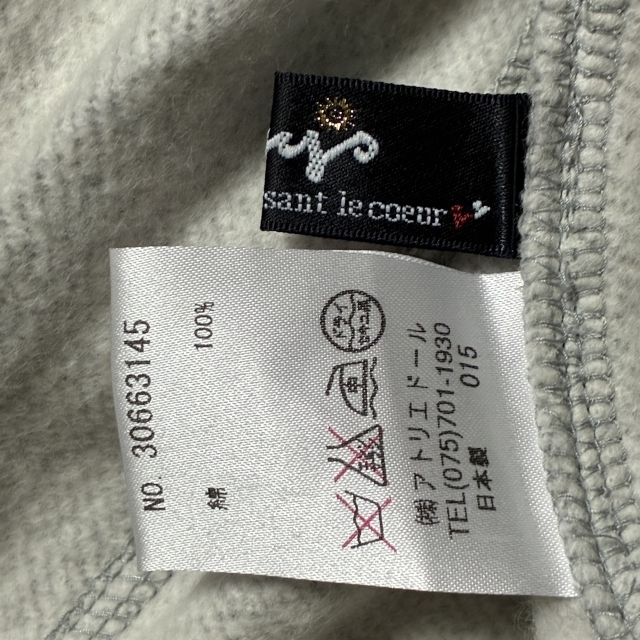 sant le coeur
NO. 30663145
綿 100%
ドライ
中
(株)アトリエドール
TEL(075)701-1930
015
日本製